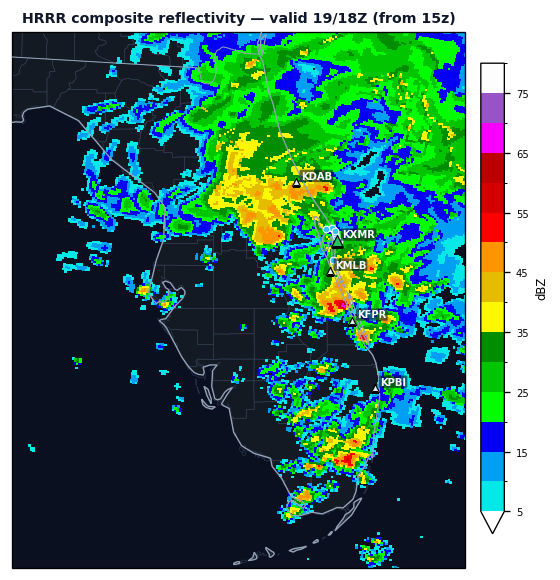 HRRR composite reflectivity — valid 19/18Z (from 15z)
KDAB
KXMR
KMLB
KFPR
KPBI
75
65
55
45
35
25
15
5
dBZ